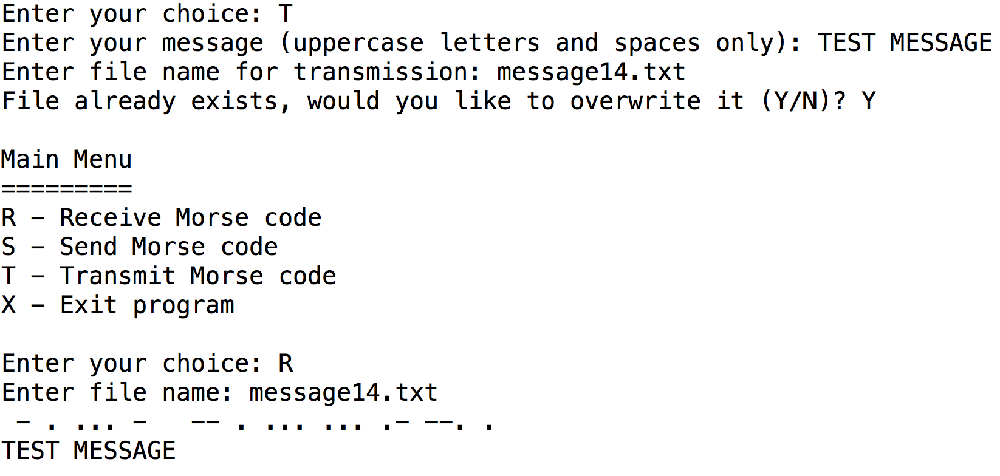 Enter your choice: T
Enter your message (uppercase letters and spaces only): TEST MESSAGE
Enter file name for transmission: message14.txt
File already exists, would you like to overwrite it (Y/N)? Y

Main Menu
=========
R - Receive Morse code
S - Send Morse code
T - Transmit Morse code
X - Exit program

Enter your choice: R
Enter file name: message14.txt
 - . ... -   -- . ... ... .- --. .
TEST MESSAGE